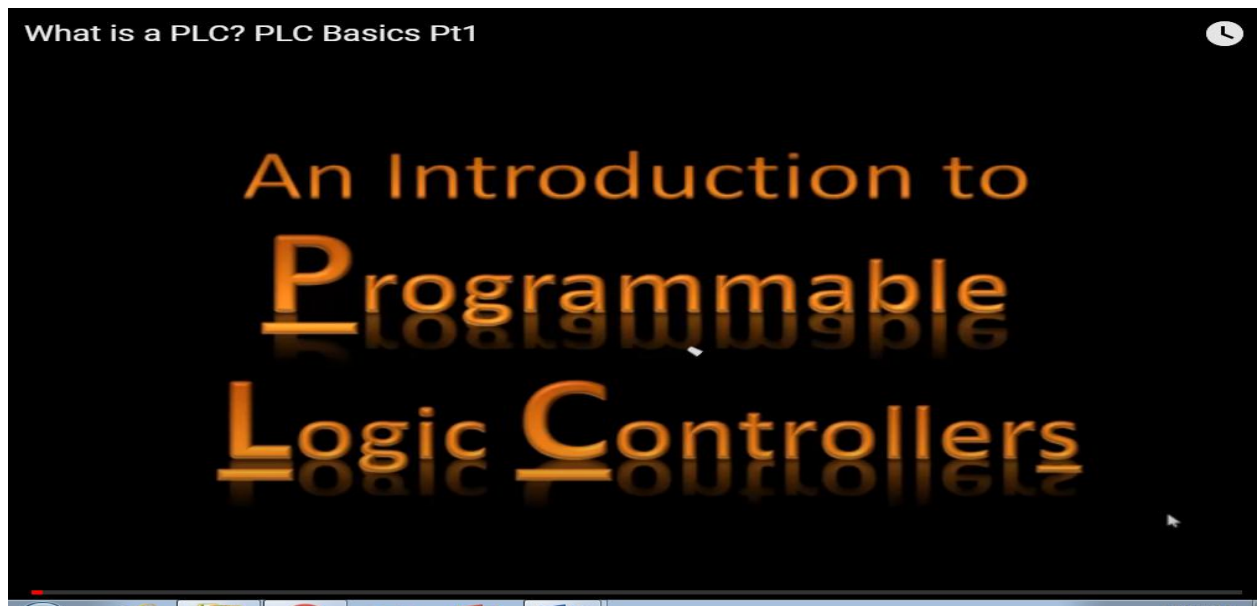 What is a PLC? PLC Basics Pt1
An Introduction to
Programmable
Logic Controllers